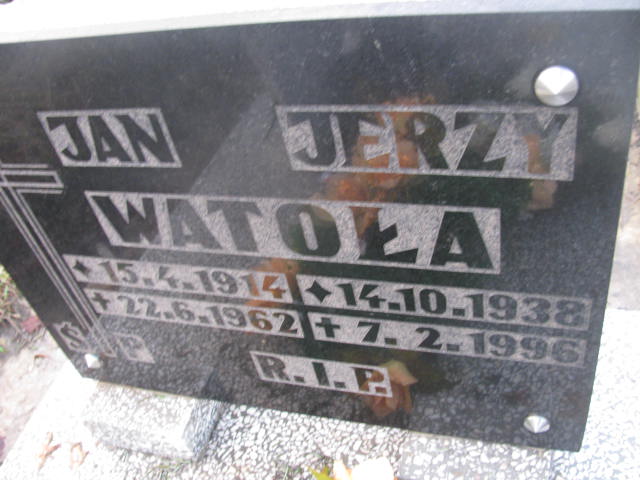 JAN JERZY
WATOŁA
✦15.4.1914 ✦14.10.1938
✝22.6.1962 ✝7.2.1996
Ś✝P R.I.P.